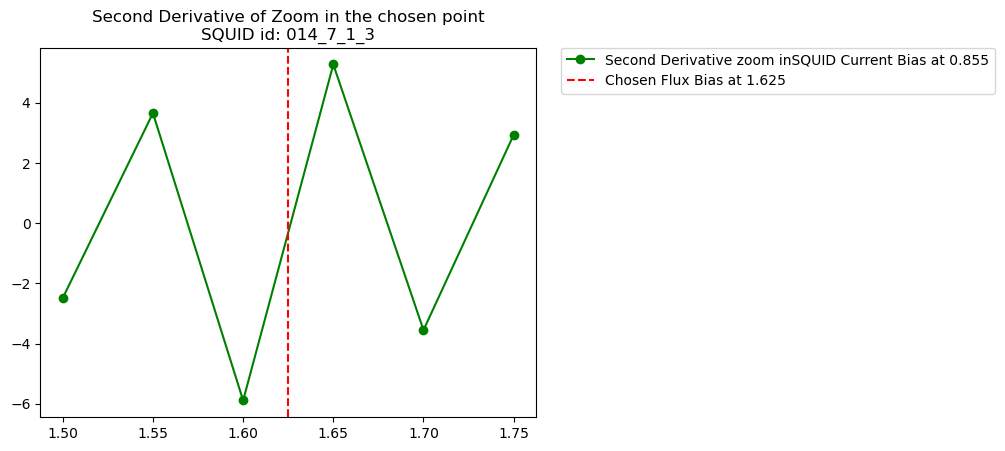 Second Derivative of Zoom in the chosen point
SQUID id: 014_7_1_3
Second Derivative zoom inSQUID Current Bias at 0.855
Chosen Flux Bias at 1.625
4
2
0
−2
−4
−6
1.50 1.55 1.60 1.65 1.70 1.75